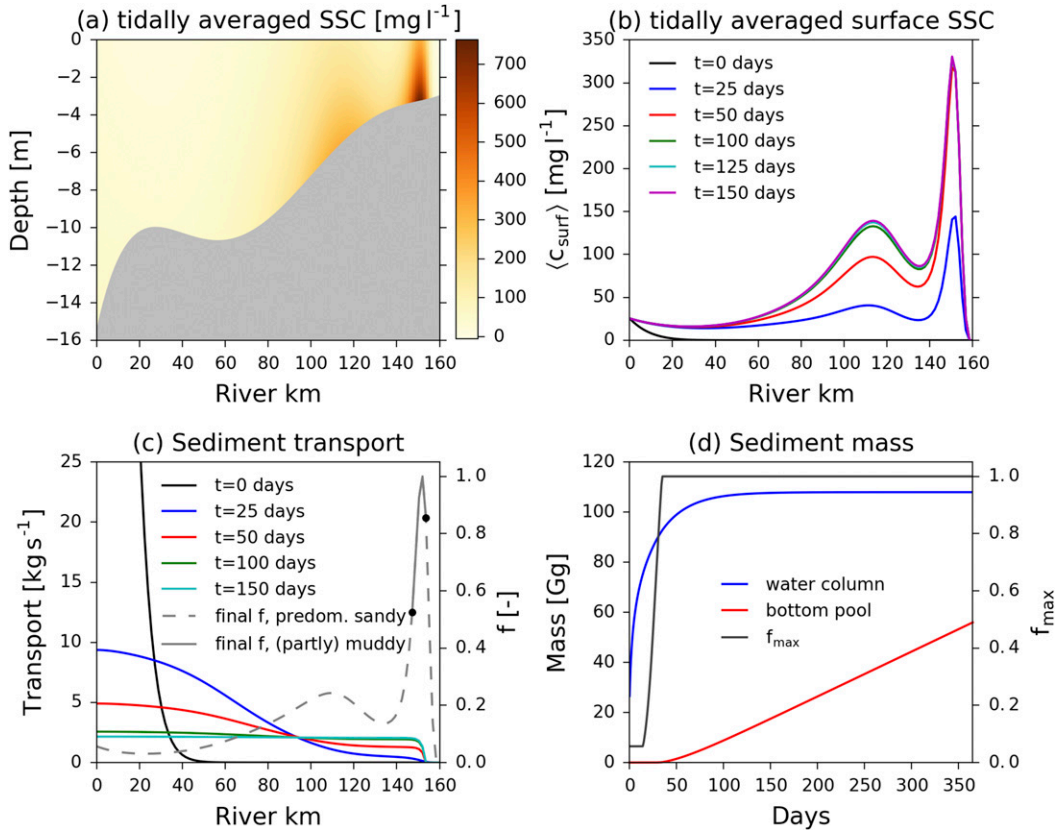 (a) tidally averaged SSC [mg l⁻¹]
0
−2
−4
−6
−8
−10
−12
−14
−16
Depth [m]
0 20 40 60 80 100 120 140 160
River km
700
600
500
400
300
200
100
0
(b) tidally averaged surface SSC
350
300
250
200
150
100
50
0
⟨c_surf⟩ [mg l⁻¹]
t=0 days
t=25 days
t=50 days
t=100 days
t=125 days
t=150 days
0 20 40 60 80 100 120 140 160
River km
(c) Sediment transport
25
20
15
10
5
0
Transport [kg s⁻¹]
t=0 days
t=25 days
t=50 days
t=100 days
t=150 days
final f, predom. sandy
final f, (partly) muddy
1.0
0.8
0.6
0.4
0.2
0.0
f [-]
0 20 40 60 80 100 120 140 160
River km
(d) Sediment mass
120
110
100
90
80
70
60
50
40
30
20
10
0
Mass [Gg]
water column
bottom pool
f_max
1.0
0.8
0.6
0.4
0.2
0.0
f_max
0 50 100 150 200 250 300 350
Days